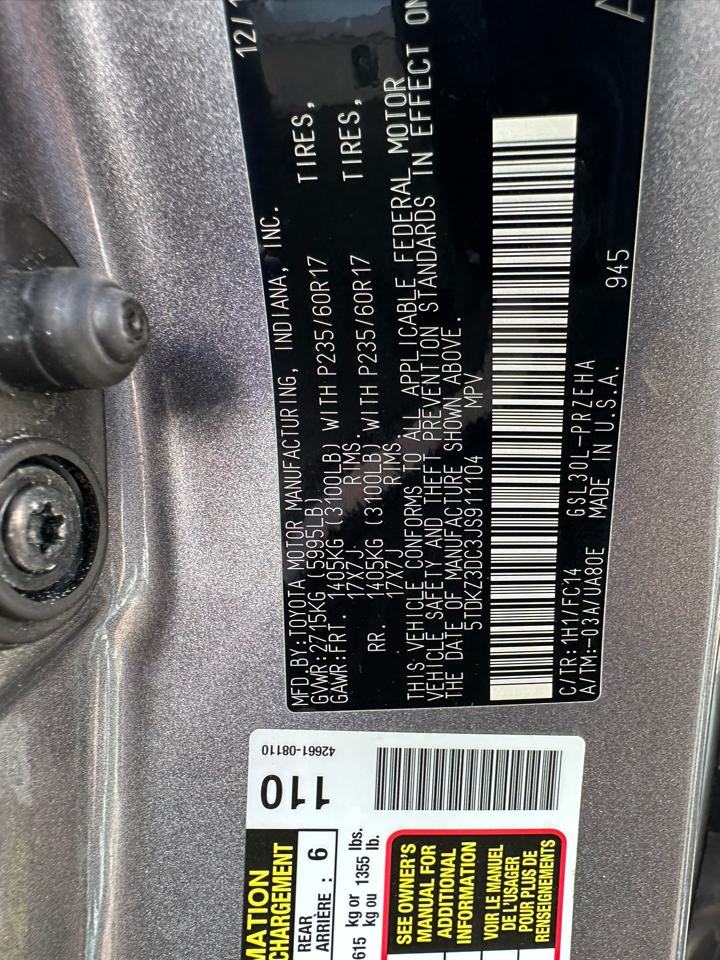 MFD.BY:TOYOTA MOTOR MANUFACTURING, INDIANA, INC. 12/1
GVWR:2715KG (5995LB)
GAWR:FRT. 1405KG (3100LB) WITH P235/60R17 TIRES,
17X7J RIMS.
RR. 1405KG (3100LB) WITH P235/60R17 TIRES,
17X7J RIMS.
THIS VEHICLE CONFORMS TO ALL APPLICABLE FEDERAL MOTOR
VEHICLE SAFETY AND THEFT PREVENTION STANDARDS IN EFFECT ON
THE DATE OF MANUFACTURE SHOWN ABOVE.
5TDKZ3DC3JS911104 MPV
C/TR:1H1/FC14 GSL30L-PRZEHA 945
A/TM:-03A/UA80E MADE IN U.S.A. A
42661-08110
110
MATION
CHARGEMENT
REAR
ARRIÈRE : 6
615 kg or 1355 lbs.
kg ou lb.
SEE OWNER'S
MANUAL FOR
ADDITIONAL
INFORMATION
VOIR LE MANUEL
DE L'USAGER
POUR PLUS DE
RENSEIGNEMENTS